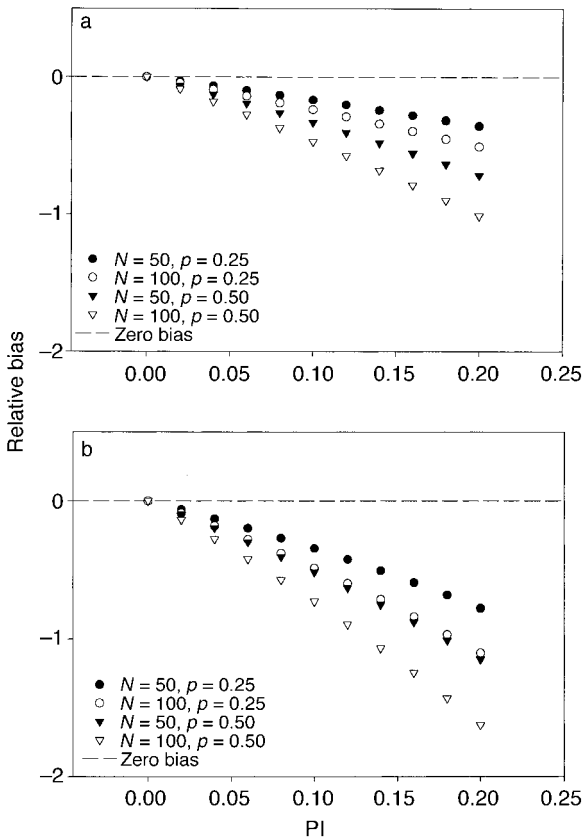 a
0
−1
−2
N = 50, p = 0.25
N = 100, p = 0.25
N = 50, p = 0.50
N = 100, p = 0.50
Zero bias
0.00 0.05 0.10 0.15 0.20 0.25
Relative bias
b
0
−1
−2
N = 50, p = 0.25
N = 100, p = 0.25
N = 50, p = 0.50
N = 100, p = 0.50
Zero bias
0.00 0.05 0.10 0.15 0.20 0.25
PI